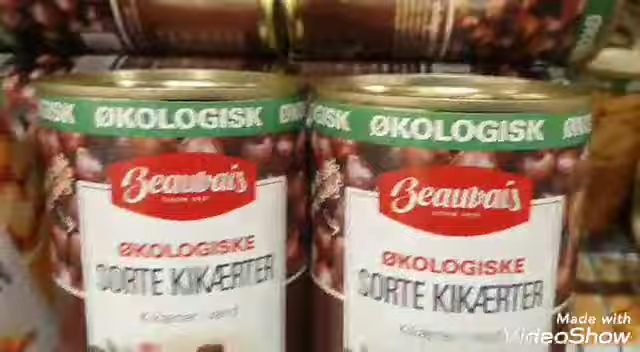 ØKOLOGISK
Beauvais
ØKOLOGISKE
SORTE KIKÆRTER
ØKOLOGISK
Beauvais
ØKOLOGISKE
SORTE KIKÆRTER
Made with
VideoShow